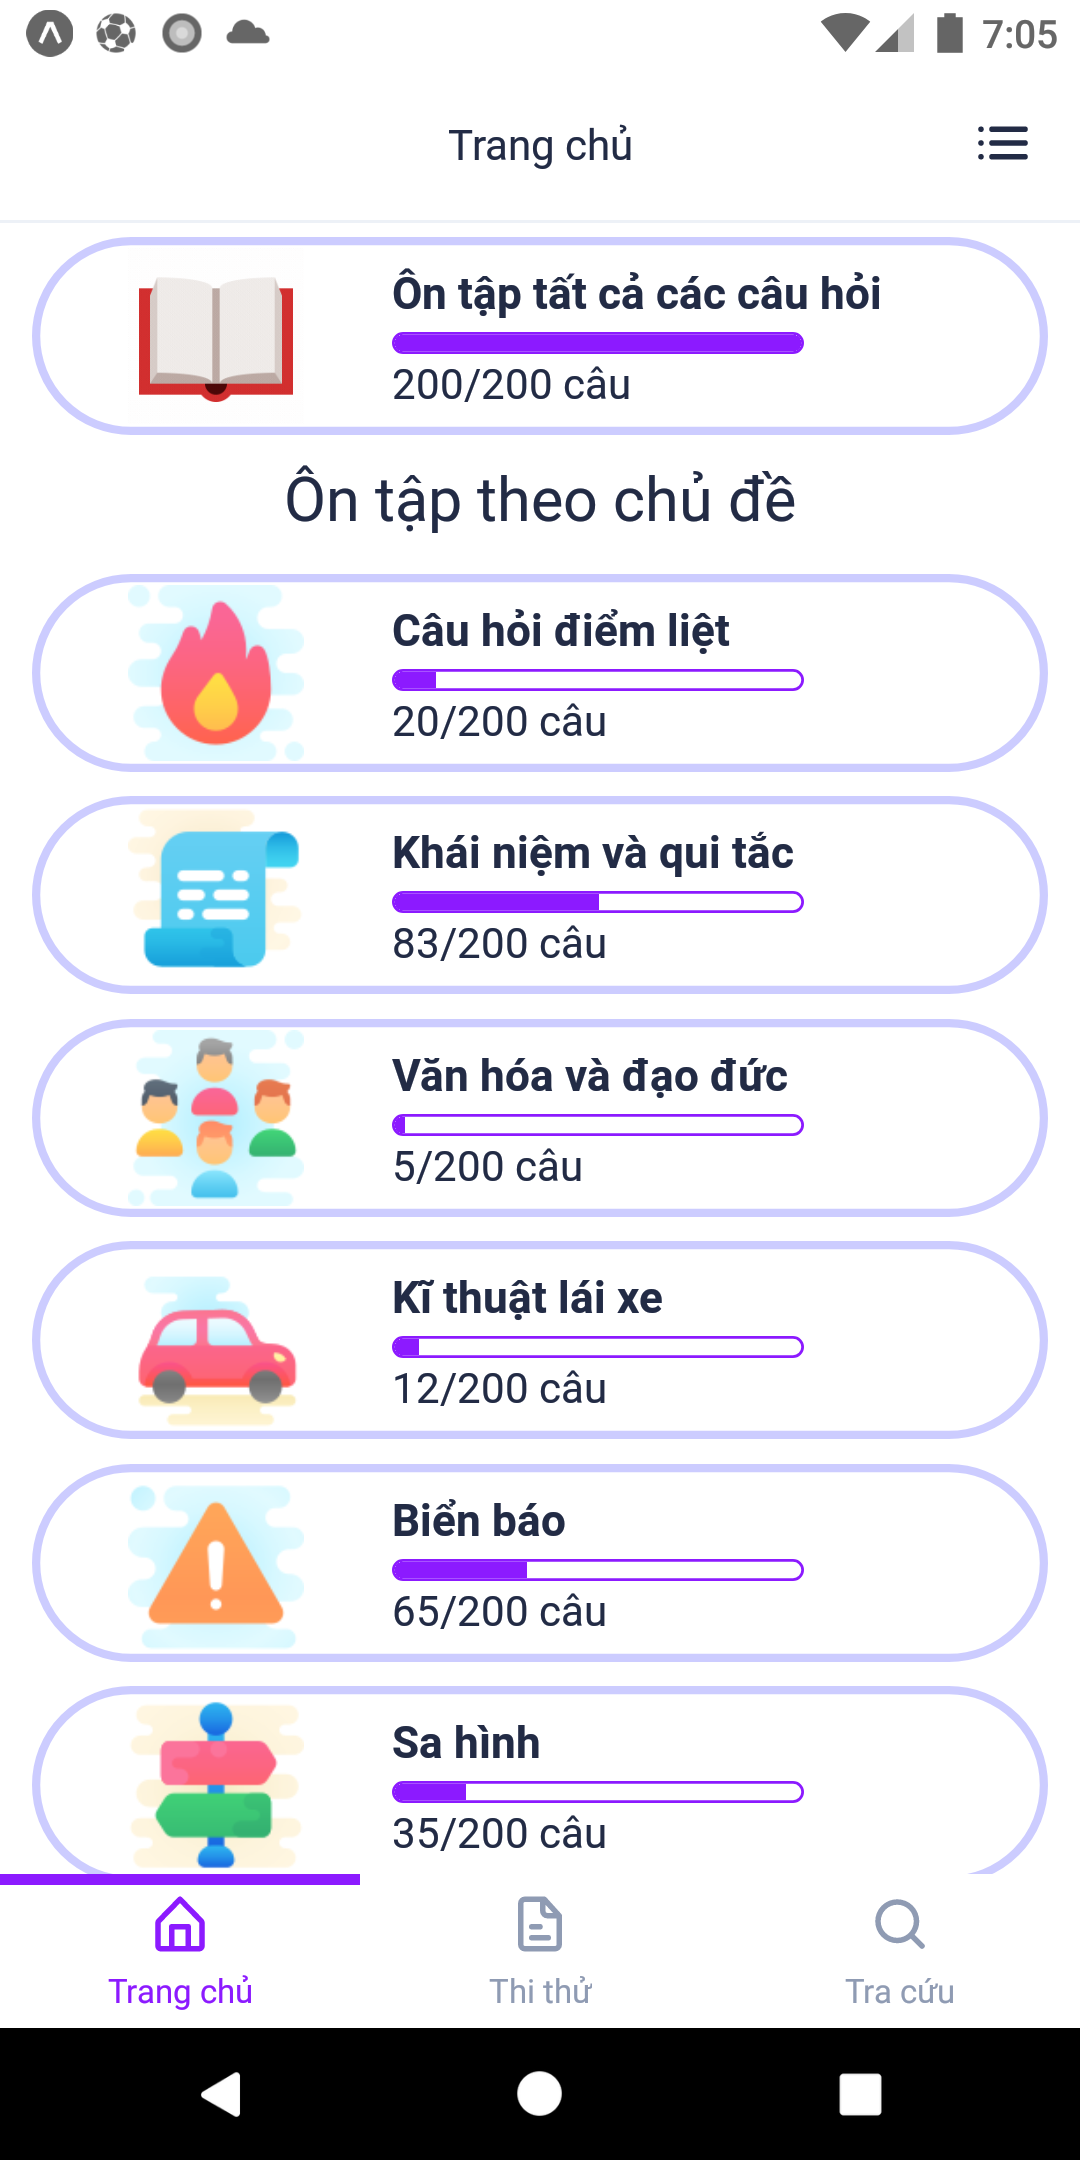 7:05
Trang chủ
Ôn tập tất cả các câu hỏi
200/200 câu
Ôn tập theo chủ đề
Câu hỏi điểm liệt
20/200 câu
Khái niệm và qui tắc
83/200 câu
Văn hóa và đạo đức
5/200 câu
Kĩ thuật lái xe
12/200 câu
Biển báo
65/200 câu
Sa hình
35/200 câu
Trang chủ
Thi thử
Tra cứu